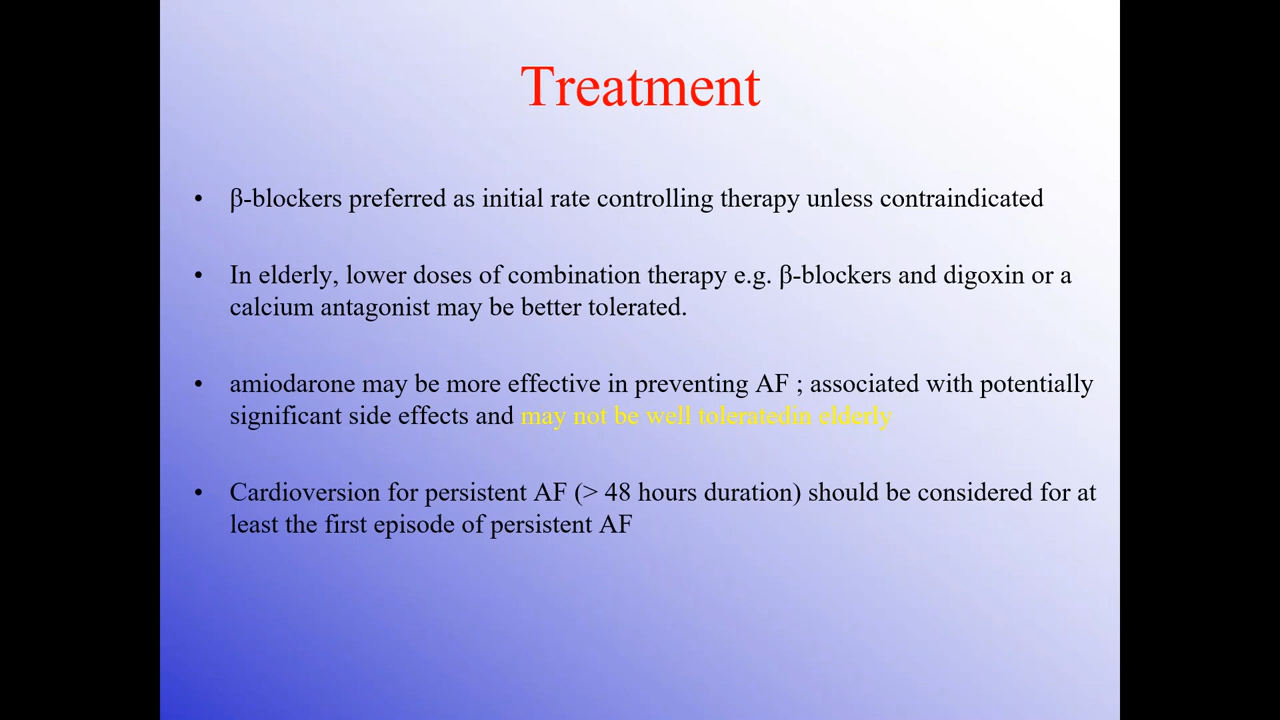 Treatment
• β-blockers preferred as initial rate controlling therapy unless contraindicated
• In elderly, lower doses of combination therapy e.g. β-blockers and digoxin or a
calcium antagonist may be better tolerated.
• amiodarone may be more effective in preventing AF ; associated with potentially
significant side effects and may not be well toleratedin elderly
• Cardioversion for persistent AF (> 48 hours duration) should be considered for at
least the first episode of persistent AF